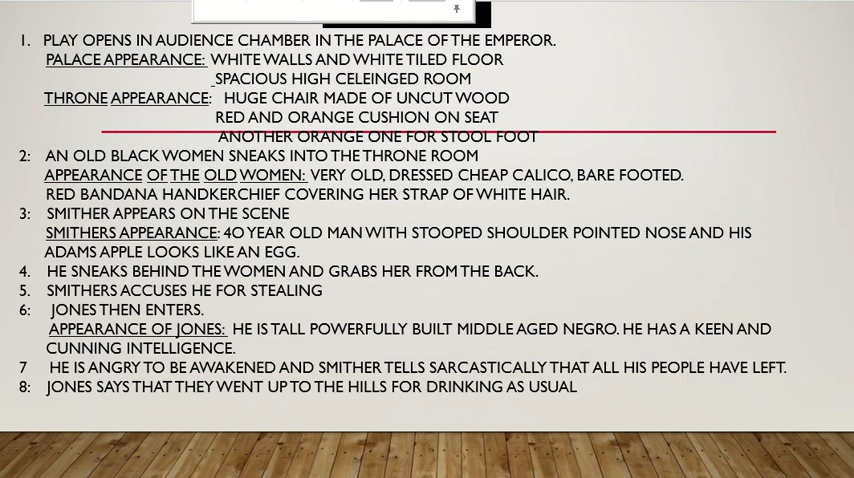 1. PLAY OPENS IN AUDIENCE CHAMBER IN THE PALACE OF THE EMPEROR.
PALACE APPEARANCE: WHITE WALLS AND WHITE TILED FLOOR
SPACIOUS HIGH CELEINGED ROOM
THRONE APPEARANCE: HUGE CHAIR MADE OF UNCUT WOOD
RED AND ORANGE CUSHION ON SEAT
ANOTHER ORANGE ONE FOR STOOL FOOT
2: AN OLD BLACK WOMEN SNEAKS INTO THE THRONE ROOM
APPEARANCE OF THE OLD WOMEN: VERY OLD, DRESSED CHEAP CALICO, BARE FOOTED.
RED BANDANA HANDKERCHIEF COVERING HER STRAP OF WHITE HAIR.
3: SMITHER APPEARS ON THE SCENE
SMITHERS APPEARANCE: 4O YEAR OLD MAN WITH STOOPED SHOULDER POINTED NOSE AND HIS
ADAMS APPLE LOOKS LIKE AN EGG.
4. HE SNEAKS BEHIND THE WOMEN AND GRABS HER FROM THE BACK.
5. SMITHERS ACCUSES HE FOR STEALING
6: JONES THEN ENTERS.
APPEARANCE OF JONES: HE IS TALL POWERFULLY BUILT MIDDLE AGED NEGRO. HE HAS A KEEN AND
CUNNING INTELLIGENCE.
7 HE IS ANGRY TO BE AWAKENED AND SMITHER TELLS SARCASTICALLY THAT ALL HIS PEOPLE HAVE LEFT.
8: JONES SAYS THAT THEY WENT UP TO THE HILLS FOR DRINKING AS USUAL